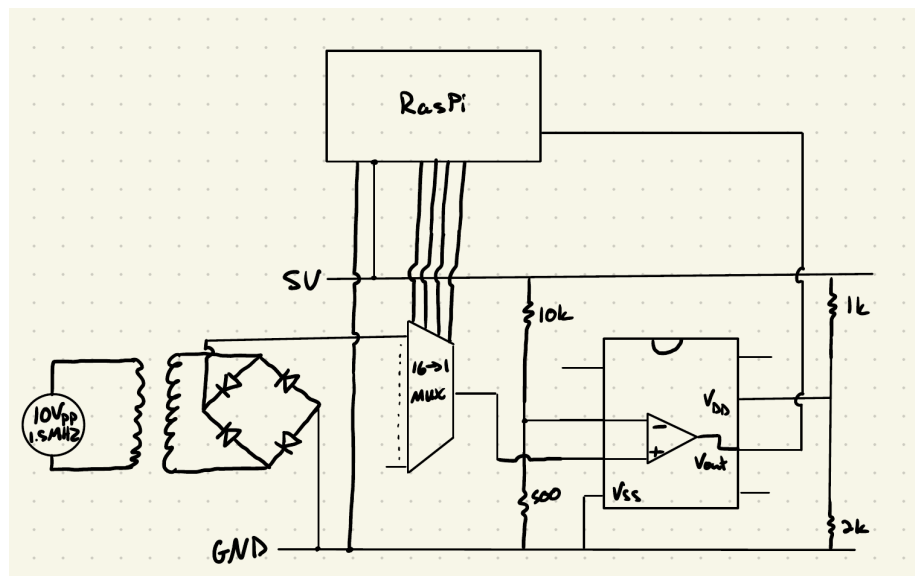 RasPi
5V
10k
1k
16→1
MUX
10Vpp
1.5MHZ
VDD
−
+
Vout
500
VSS
2k
GND